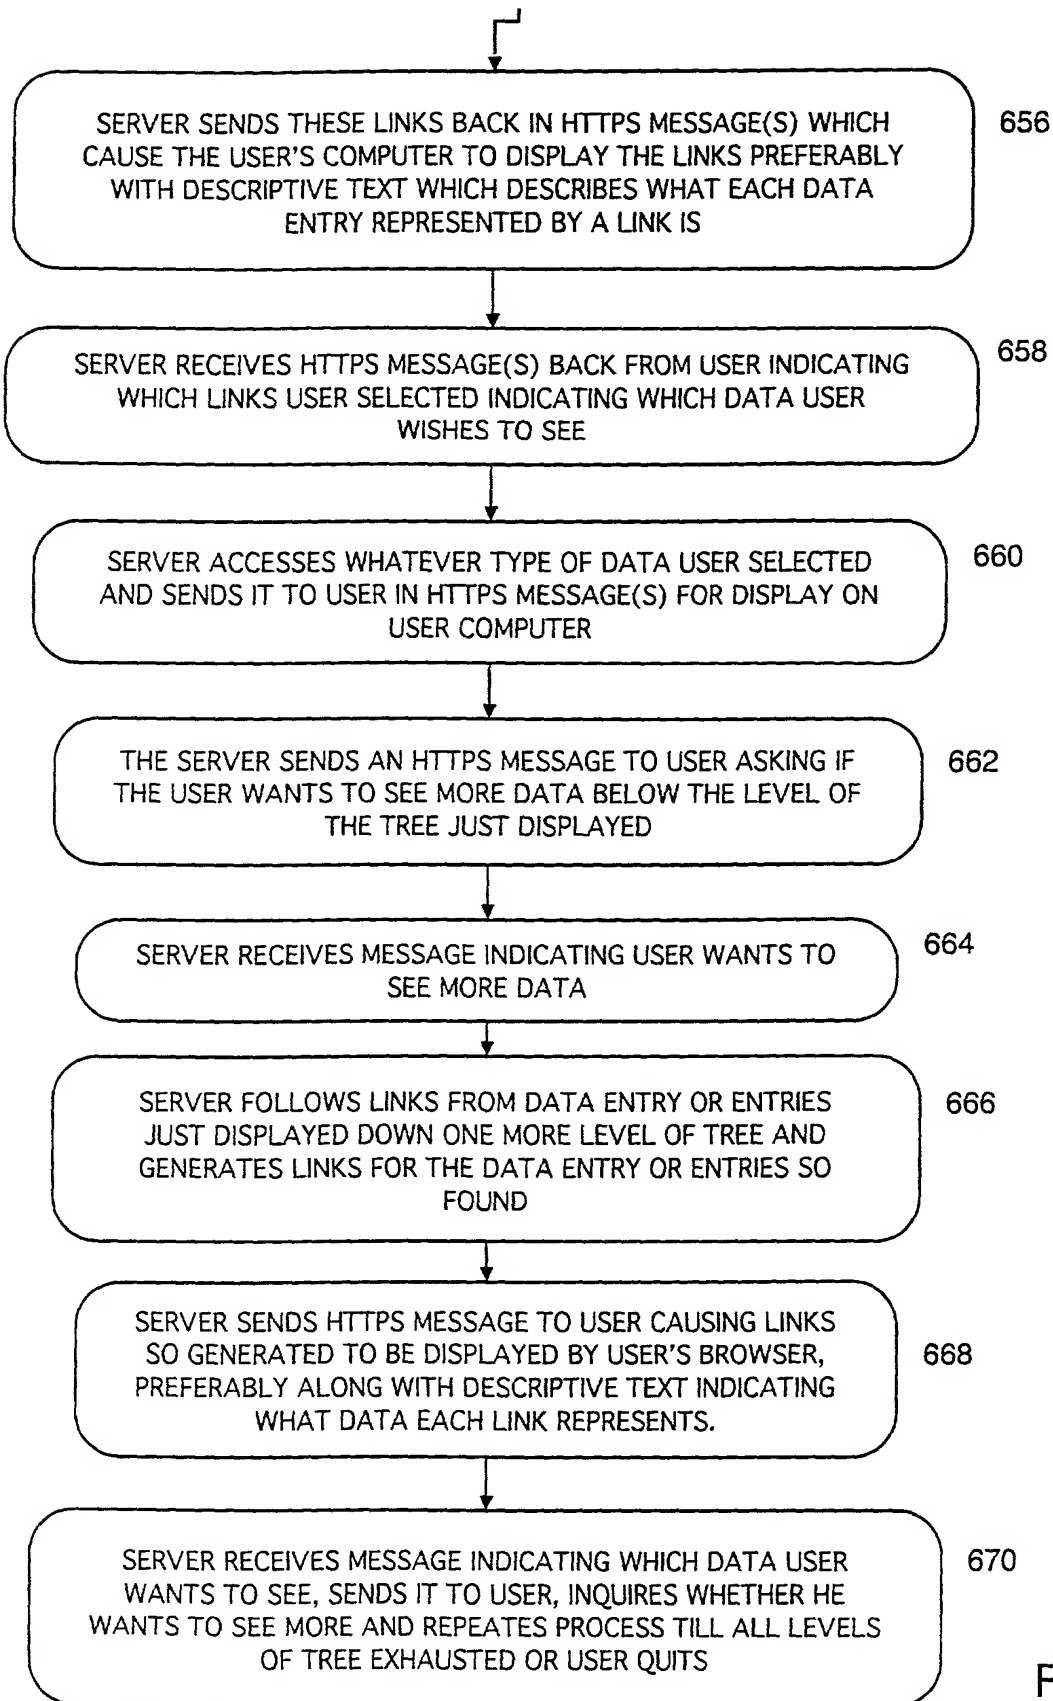 SERVER SENDS THESE LINKS BACK IN HTTPS MESSAGE(S) WHICH
CAUSE THE USER'S COMPUTER TO DISPLAY THE LINKS PREFERABLY
WITH DESCRIPTIVE TEXT WHICH DESCRIBES WHAT EACH DATA
ENTRY REPRESENTED BY A LINK IS
656
SERVER RECEIVES HTTPS MESSAGE(S) BACK FROM USER INDICATING
WHICH LINKS USER SELECTED INDICATING WHICH DATA USER
WISHES TO SEE
658
SERVER ACCESSES WHATEVER TYPE OF DATA USER SELECTED
AND SENDS IT TO USER IN HTTPS MESSAGE(S) FOR DISPLAY ON
USER COMPUTER
660
THE SERVER SENDS AN HTTPS MESSAGE TO USER ASKING IF
THE USER WANTS TO SEE MORE DATA BELOW THE LEVEL OF
THE TREE JUST DISPLAYED
662
SERVER RECEIVES MESSAGE INDICATING USER WANTS TO
SEE MORE DATA
664
SERVER FOLLOWS LINKS FROM DATA ENTRY OR ENTRIES
JUST DISPLAYED DOWN ONE MORE LEVEL OF TREE AND
GENERATES LINKS FOR THE DATA ENTRY OR ENTRIES SO
FOUND
666
SERVER SENDS HTTPS MESSAGE TO USER CAUSING LINKS
SO GENERATED TO BE DISPLAYED BY USER'S BROWSER,
PREFERABLY ALONG WITH DESCRIPTIVE TEXT INDICATING
WHAT DATA EACH LINK REPRESENTS.
668
SERVER RECEIVES MESSAGE INDICATING WHICH DATA USER
WANTS TO SEE, SENDS IT TO USER, INQUIRES WHETHER HE
WANTS TO SEE MORE AND REPEATS PROCESS TILL ALL LEVELS
OF TREE EXHAUSTED OR USER QUITS
670